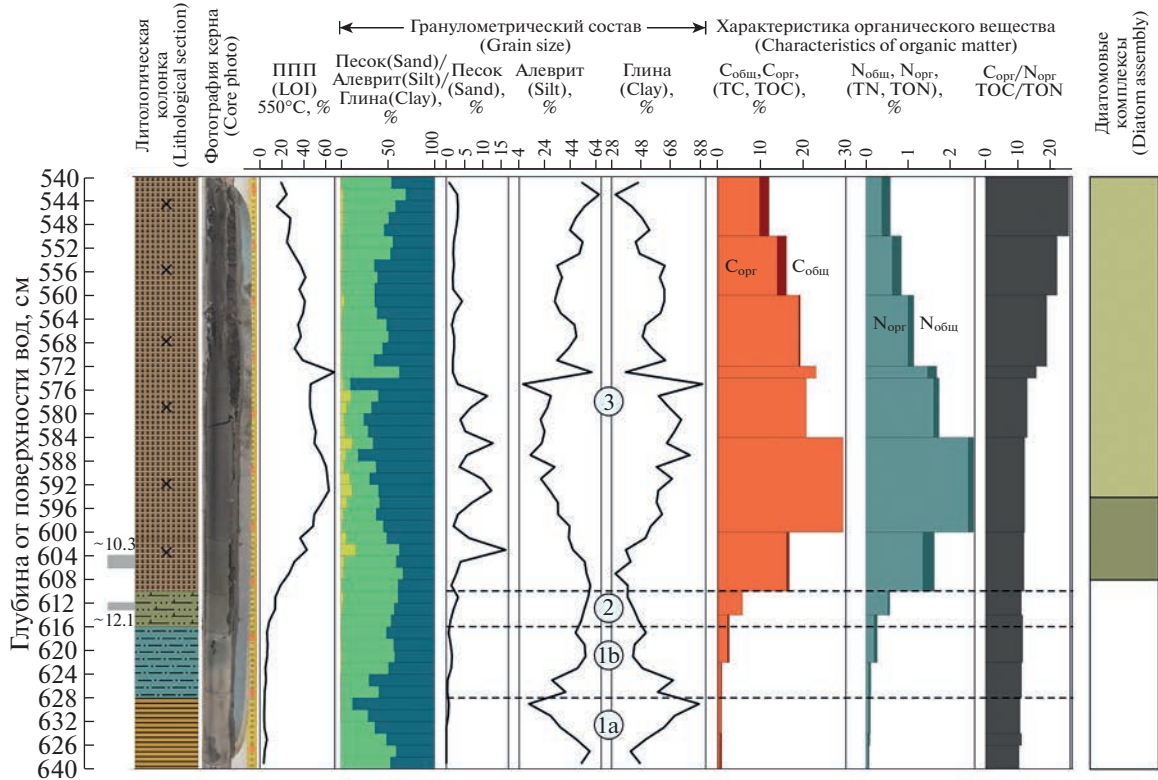 Гранулометрический состав
(Grain size)
Характеристика органического вещества
(Characteristics of organic matter)
Литологическая
колонка
(Lithological section)
Фотография керна
(Core photo)
ППП
(LOI)
550°C, %
Песок(Sand)/
Алеврит(Silt)/
Глина(Clay),
%
Песок
(Sand),
%
Алеврит
(Silt),
%
Глина
(Clay),
%
Cобщ, Cорг,
(TC, TOC),
%
Nобщ, Nорг,
(TN, TON),
%
Cорг/Nорг
TOC/TON
Диатомовые
комплексы
(Diatom assembly)
0 20 40 60
0 50 100
0 5 15
4 24 44 64
28 48 68 88
0 10 30
0 1 2
0 10 20
Глубина от поверхности вод, см
540
544
548
552
556
560
564
568
572
576
580
584
588
592
596
600
604
608
612
616
620
624
628
632
626
640
~10.3
~12.1
Cорг
Cобщ
Nорг
Nобщ
3
2
1b
1a